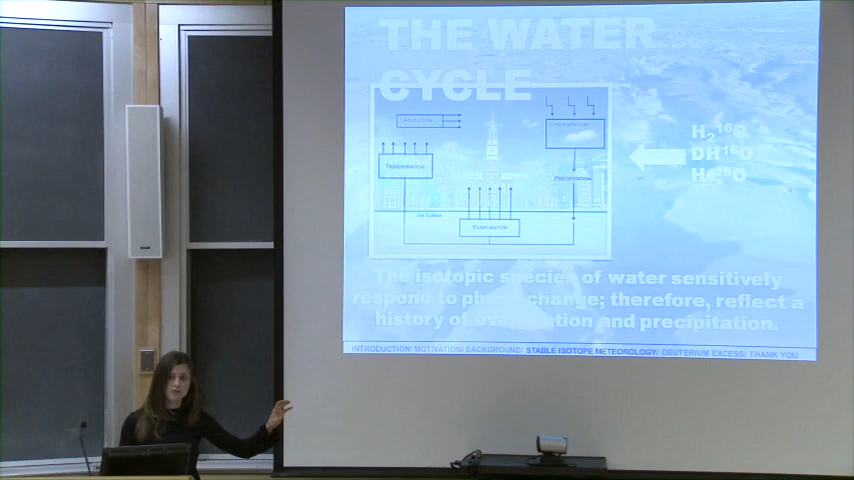 THE WATER
CYCLE
ADVECTION
CONDENSATION
TRANSPIRATION
PRECIPITATION
EVAPORATION
H₂¹⁶O
DH¹⁶O
The isotopic species of water sensitively
respond to phase change; therefore, reflect a
history of evaporation and precipitation.
INTRODUCTION/ MOTIVATION/ BACKGROUND/ STABLE ISOTOPE METEOROLOGY/ DEUTERIUM EXCESS/ THANK YOU